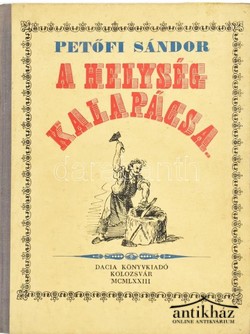 PETŐFI SÁNDOR
A HELYSÉG
KALAPÁCSA..
DACIA KÖNYVKIADÓ
KOLOZSVÁR
MCMLXXIII
antikház
ONLINE ANTIKVÁRIUM